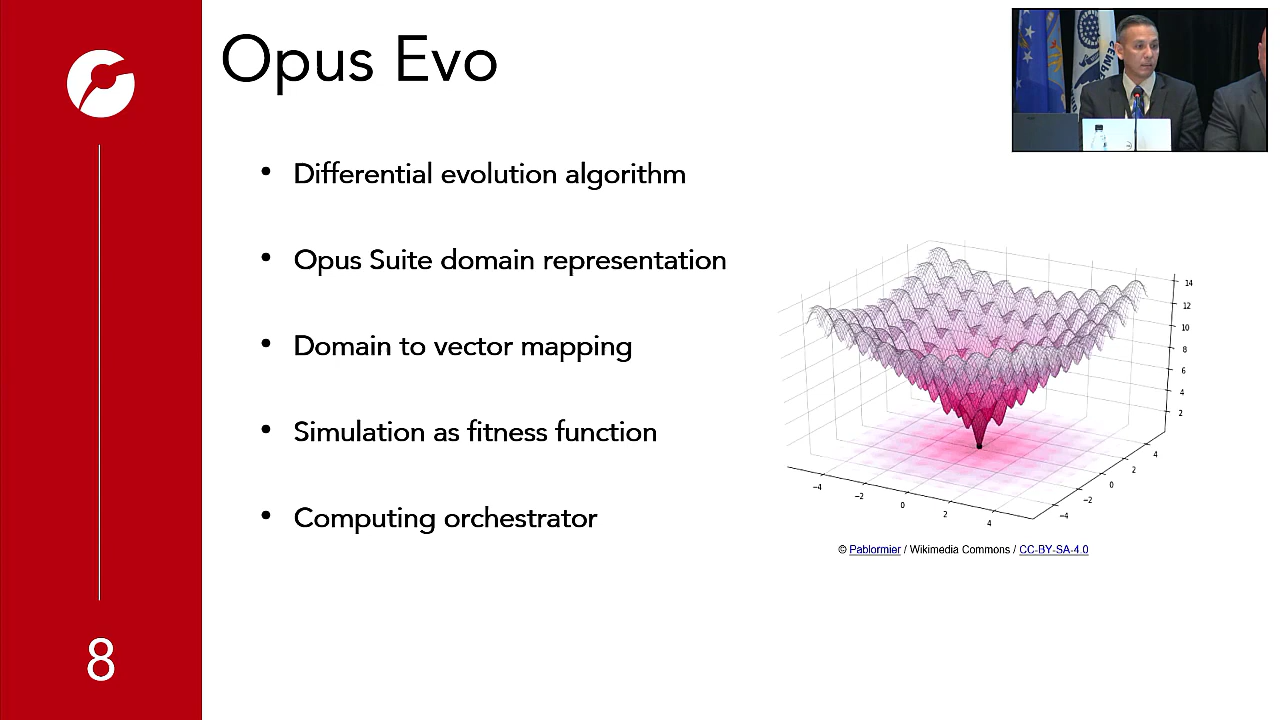 Opus Evo
• Differential evolution algorithm
• Opus Suite domain representation
• Domain to vector mapping
• Simulation as fitness function
• Computing orchestrator
14
12
10
8
6
4
2
4
2
0
−2
−4
−4
−2
0
2
4
© Pablormier / Wikimedia Commons / CC-BY-SA-4.0
8